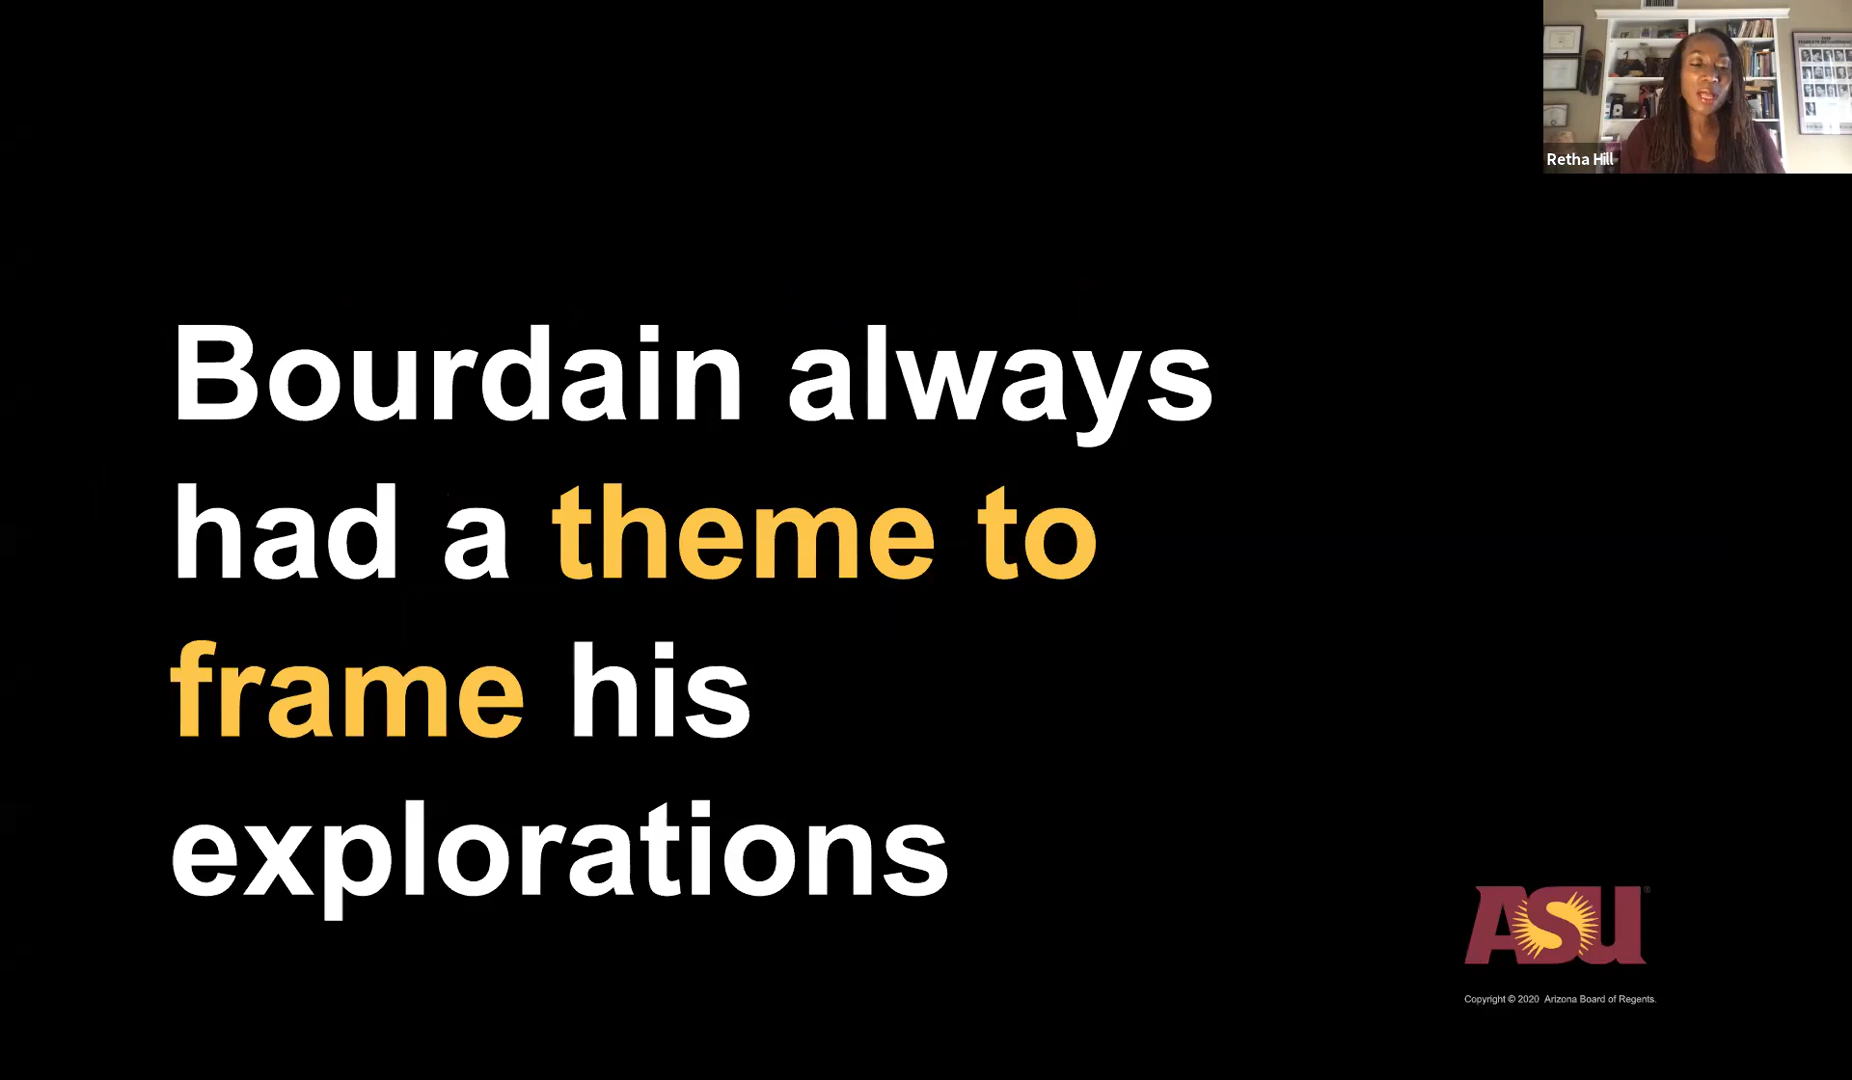 Retha Hill
Bourdain always
had a theme to
frame his
explorations
ASU
Copyright © 2020 Arizona Board of Regents.